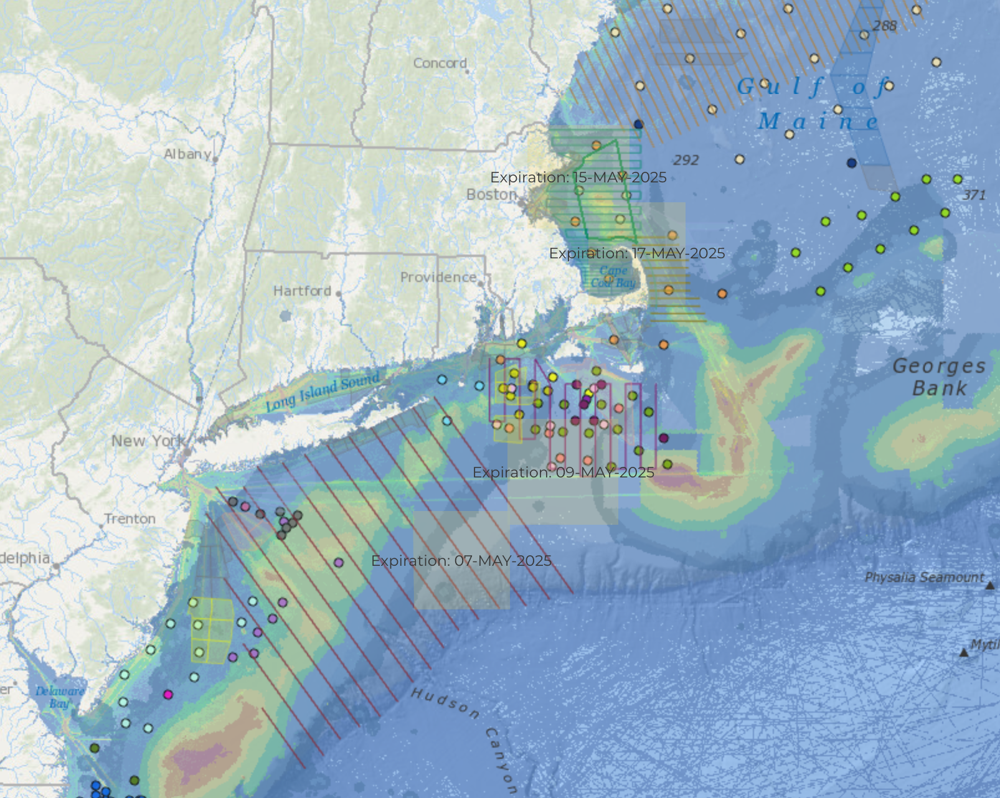 288
Concord
Gulf of
Maine
Albany
292
Expiration: 15-MAY-2025
Boston
371
Expiration: 17-MAY-2025
Cape
Cod Bay
Providence
Hartford
Georges
Bank
Long Island Sound
New York
Expiration: 09-MAY-2025
Trenton
delphia
Expiration: 07-MAY-2025
Physalia Seamount
Mytil
er
Delaware
Bay
Hudson Canyon